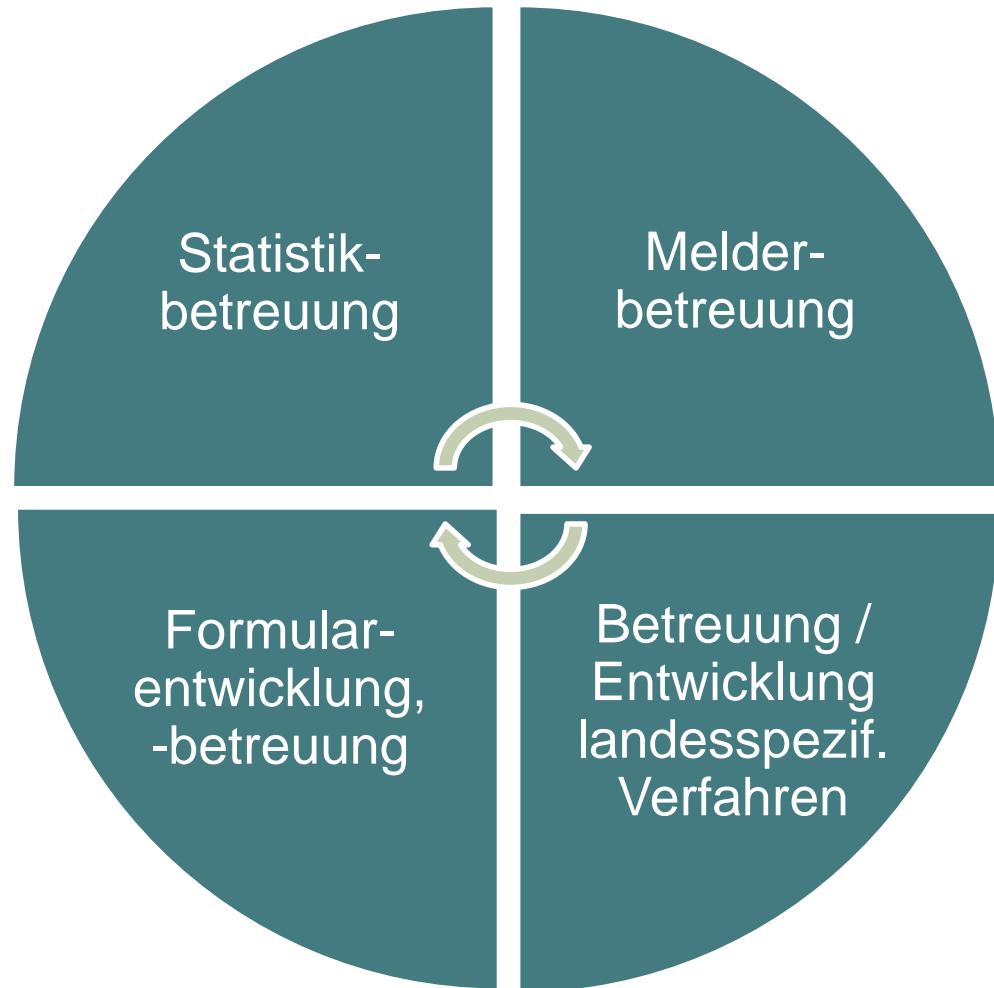 Statistik-
betreuung
Melder-
betreuung
Formular-
entwicklung,
-betreuung
Betreuung /
Entwicklung
landesspezif.
Verfahren